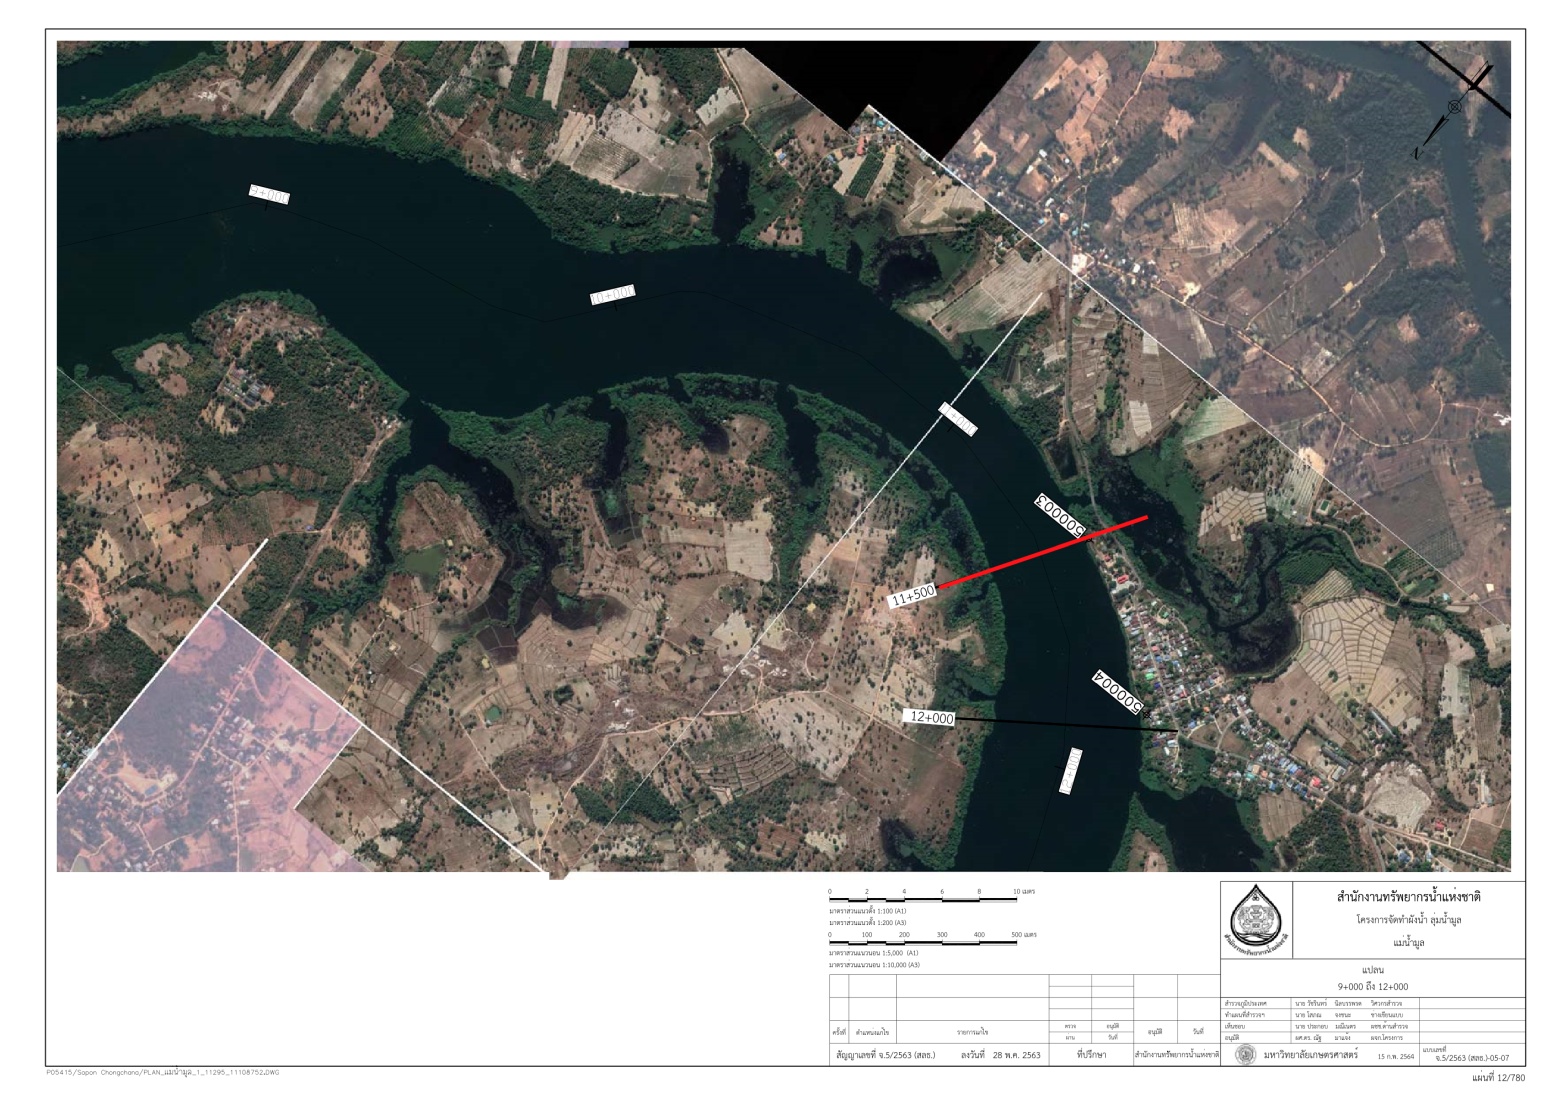 9+000
10+000
11+000
500003
11+500
500004
12+000
12+000
N
0 2 4 6 8 10 เมตร
มาตราส่วนแนวตั้ง 1:100 (A1)
มาตราส่วนแนวตั้ง 1:200 (A3)
0 100 200 300 400 500 เมตร
มาตราส่วนแนวนอน 1:5,000 (A1)
มาตราส่วนแนวนอน 1:10,000 (A3)
สำนักงานทรัพยากรน้ำแห่งชาติ
โครงการจัดทำผังน้ำ ลุ่มน้ำมูล
แม่น้ำมูล
แปลน
9+000 ถึง 12+000
สำรวจภูมิประเทศ นาย วัชรินทร์ นิลบรรพต วิศวกรสำรวจ
ทำแผนที่สำรวจฯ นาย โสภณ จงชนะ ช่างเขียนแบบ
เห็นชอบ นาย ประกอบ มณีเนตร ผชช.ด้านสำรวจ
อนุมัติ ผศ.ดร. ณัฐ มาแจ้ง ผจก.โครงการ
ครั้งที่ ตำแหน่งแก้ไข รายการแก้ไข ตรวจ อนุมัติ อนุมัติ วันที่
ผ่าน วันที่
สัญญาเลขที่ จ.5/2563 (สลธ.) ลงวันที่ 28 พ.ค. 2563 ที่ปรึกษา สำนักงานทรัพยากรน้ำแห่งชาติ
มหาวิทยาลัยเกษตรศาสตร์ 15 ก.พ. 2564 แบบเลขที่ จ.5/2563 (สลธ.)-05-07
P05415/Sopon Chongchana/PLAN_แม่น้ำมูล_1_11295_11108752.DWG
แผ่นที่ 12/780